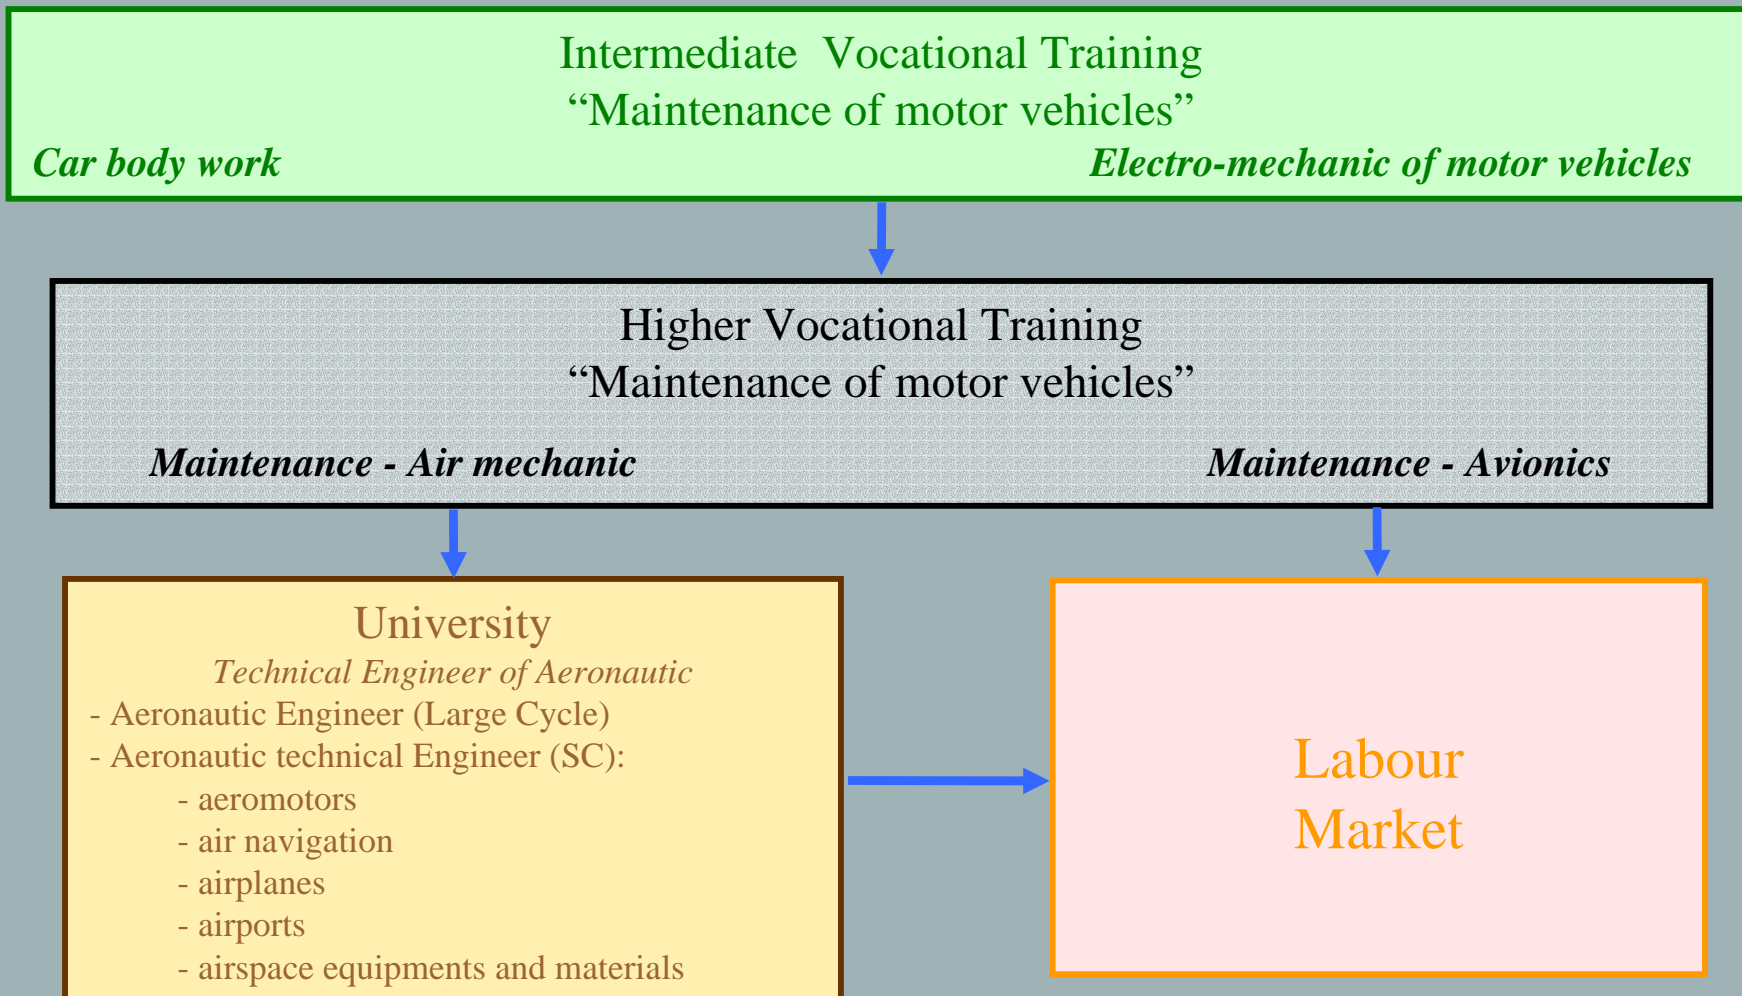 Intermediate Vocational Training
“Maintenance of motor vehicles”
Car body work
Electro-mechanic of motor vehicles
Higher Vocational Training
“Maintenance of motor vehicles”
Maintenance - Air mechanic
Maintenance - Avionics
University
Technical Engineer of Aeronautic
- Aeronautic Engineer (Large Cycle)
- Aeronautic technical Engineer (SC):
- aeromotors
- air navigation
- airplanes
- airports
- airspace equipments and materials
Labour
Market